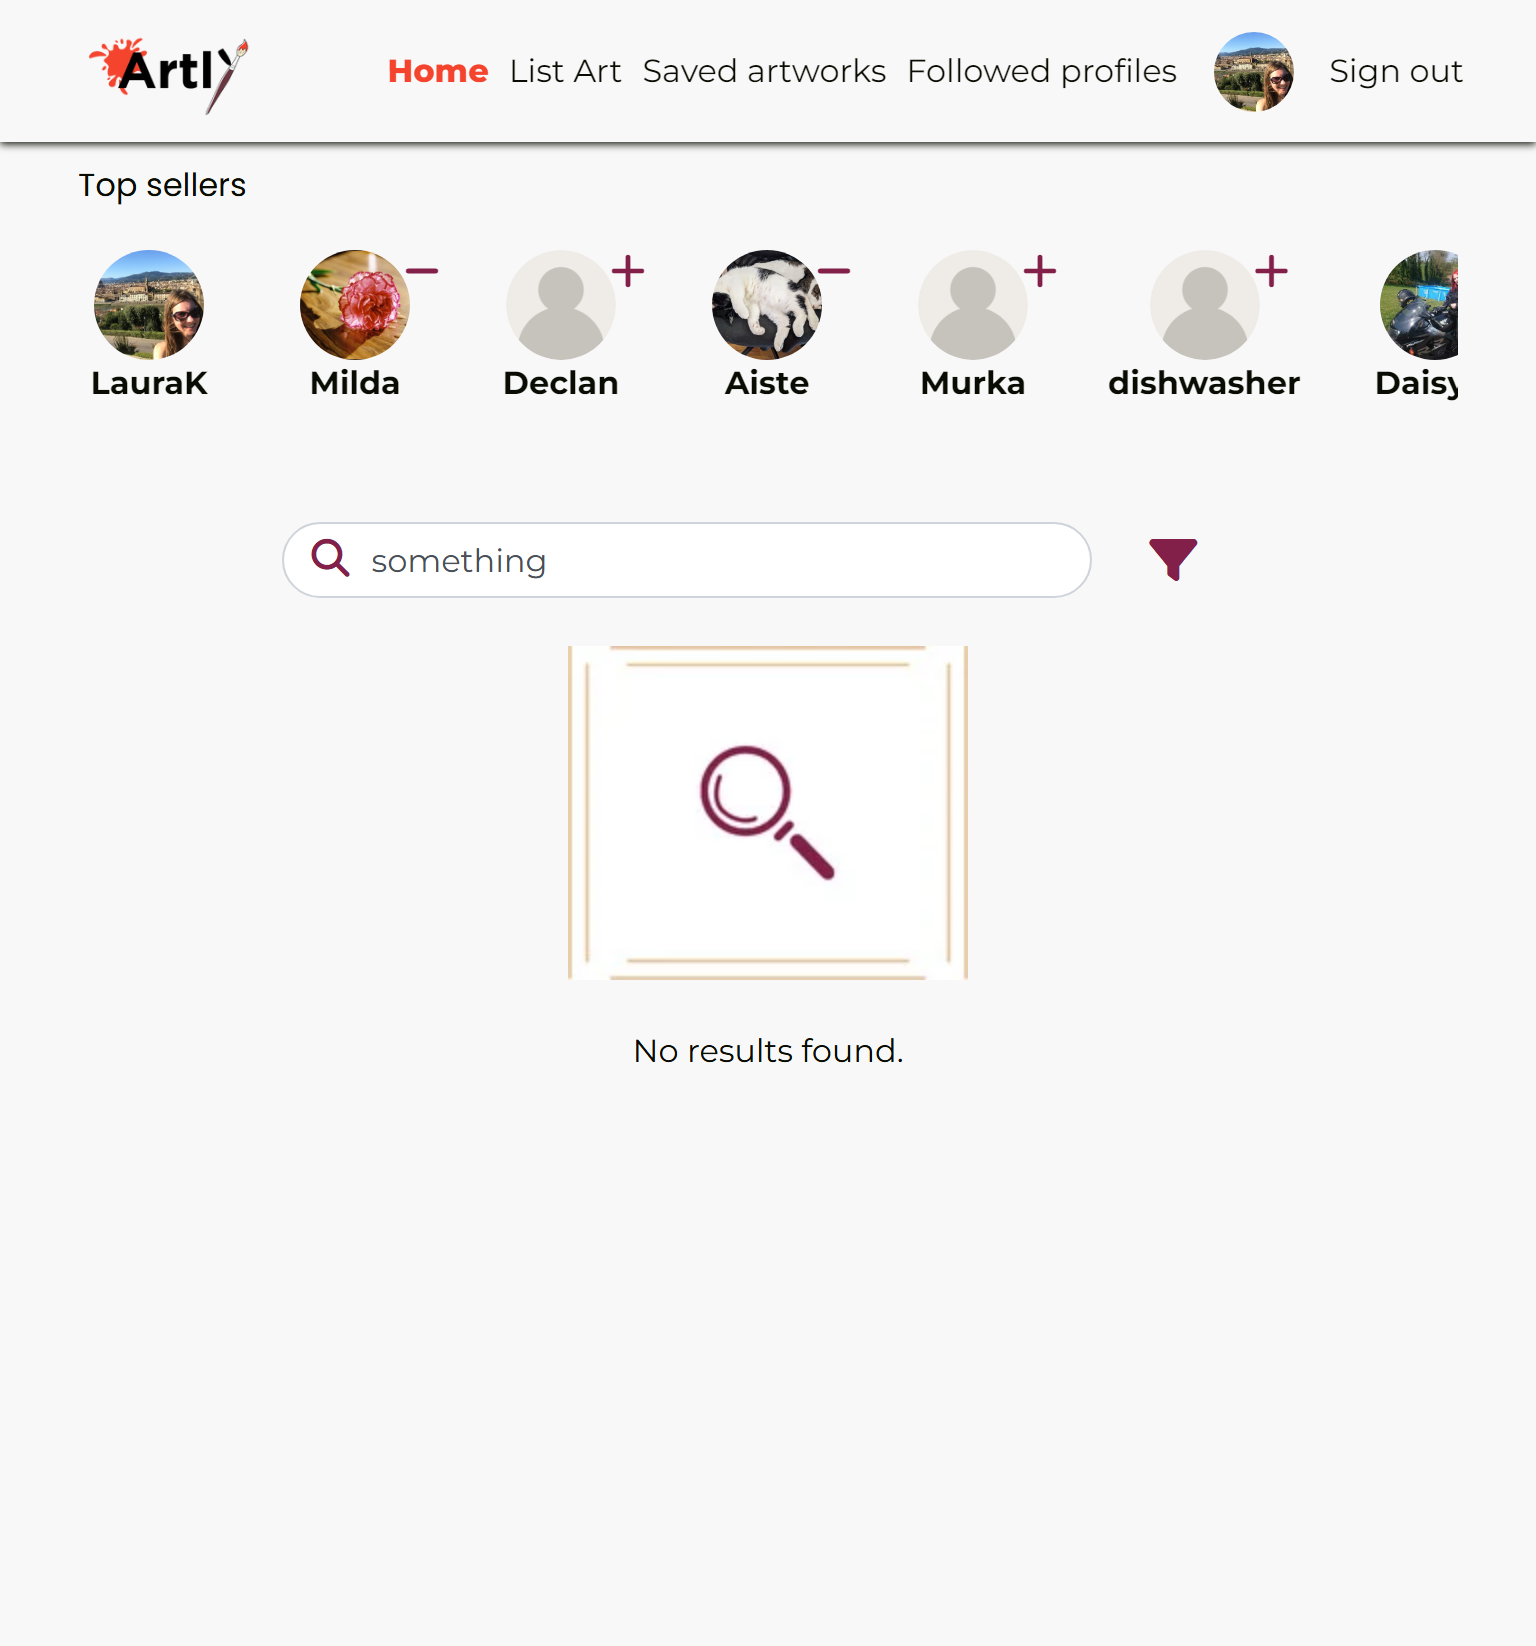 Artly
Home List Art Saved artworks Followed profiles Sign out
Top sellers
LauraK Milda Declan Aiste Murka dishwasher Daisy
something
No results found.